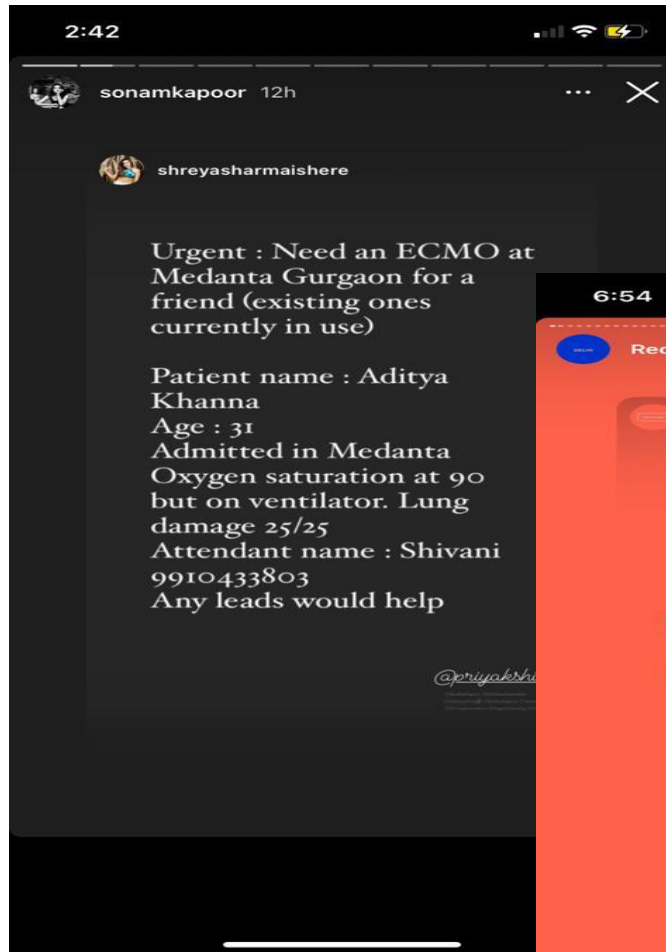 2:42
sonamkapoor 12h
shreyasharmaishere
Urgent : Need an ECMO at
Medanta Gurgaon for a
friend (existing ones
currently in use)
Patient name : Aditya
Khanna
Age : 31
Admitted in Medanta
Oxygen saturation at 90
but on ventilator. Lung
damage 25/25
Attendant name : Shivani
9910433803
Any leads would help
@priyakshi
6:54
Rec